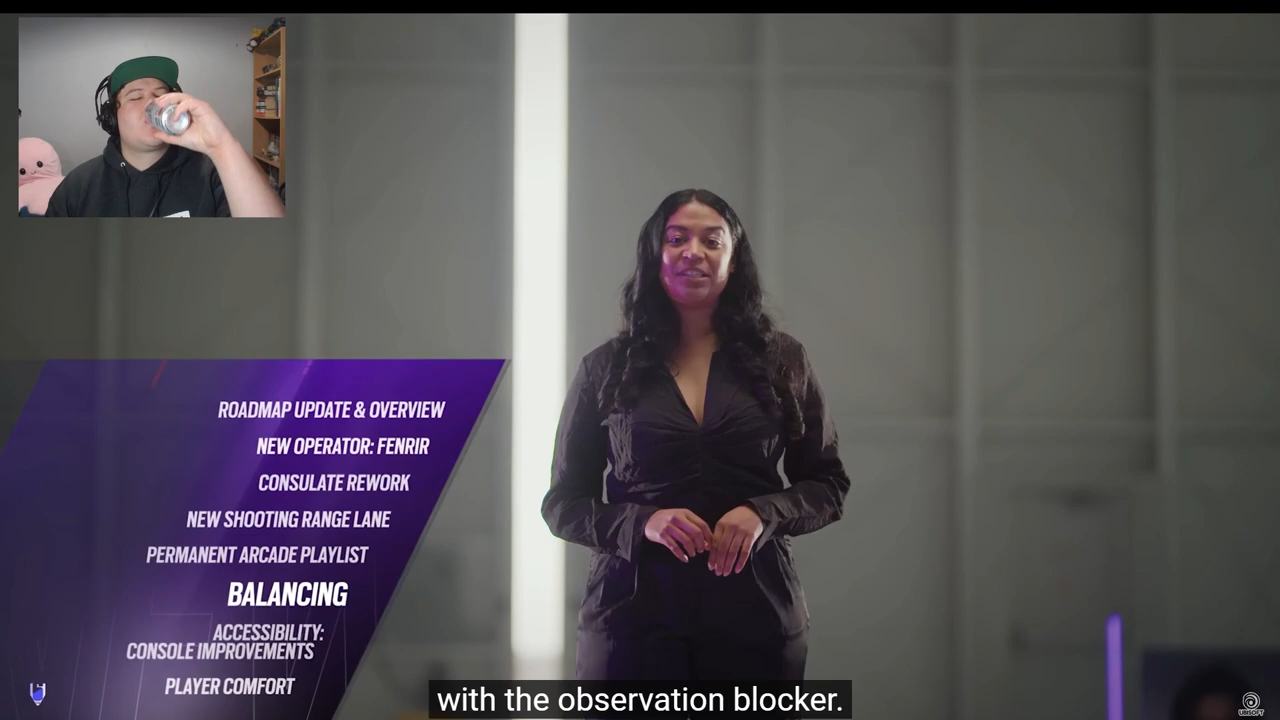 ROADMAP UPDATE & OVERVIEW
NEW OPERATOR: FENRIR
CONSULATE REWORK
NEW SHOOTING RANGE LANE
PERMANENT ARCADE PLAYLIST
BALANCING
ACCESSIBILITY:
CONSOLE IMPROVEMENTS
PLAYER COMFORT
with the observation blocker.
UBISOFT